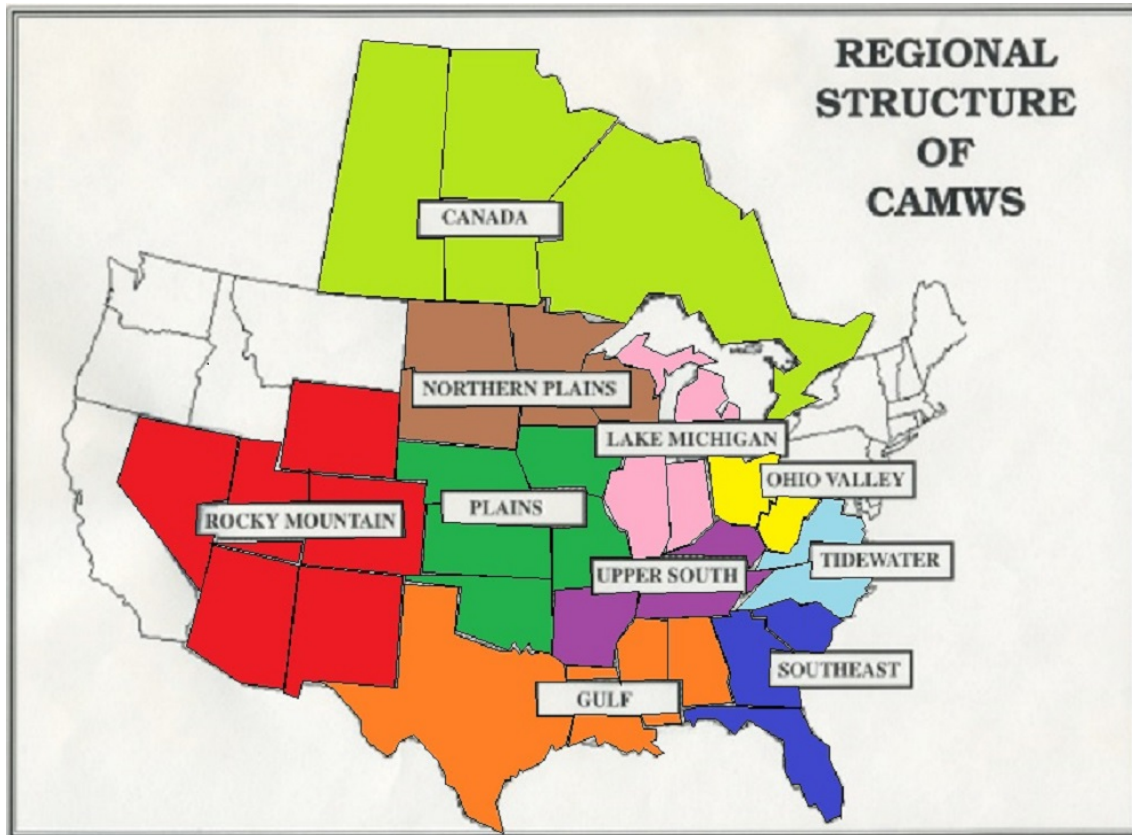 REGIONAL
STRUCTURE
OF
CAMWS
CANADA
NORTHERN PLAINS
LAKE MICHIGAN
OHIO VALLEY
ROCKY MOUNTAIN
PLAINS
TIDEWATER
UPPER SOUTH
SOUTHEAST
GULF